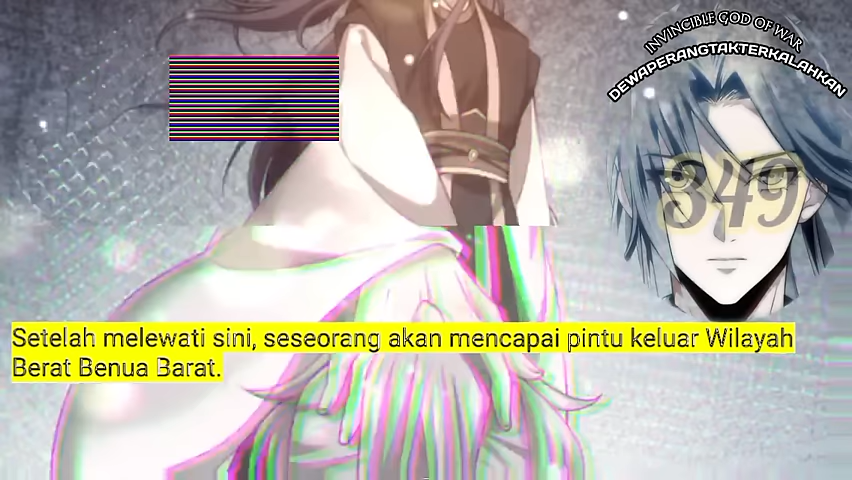 INVINCIBLE GOD OF WAR
DEWAPERANGTAKTERKALAHKAN
349
Setelah melewati sini, seseorang akan mencapai pintu keluar Wilayah
Berat Benua Barat.